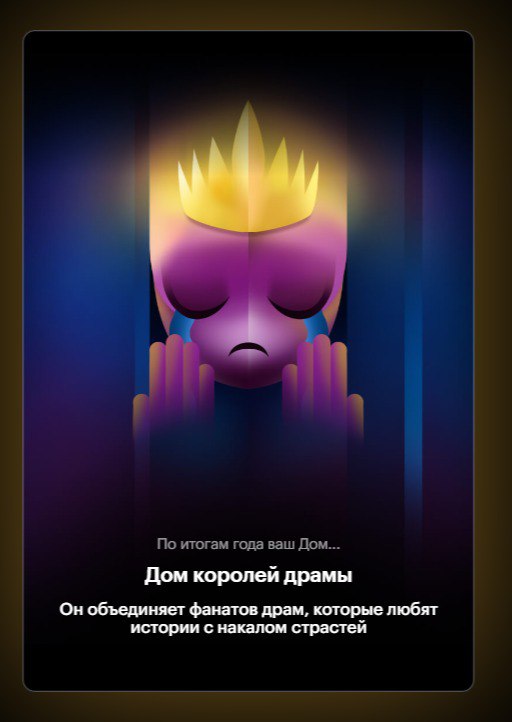 По итогам года ваш Дом...
Дом королей драмы
Он объединяет фанатов драм, которые любят
истории с накалом страстей